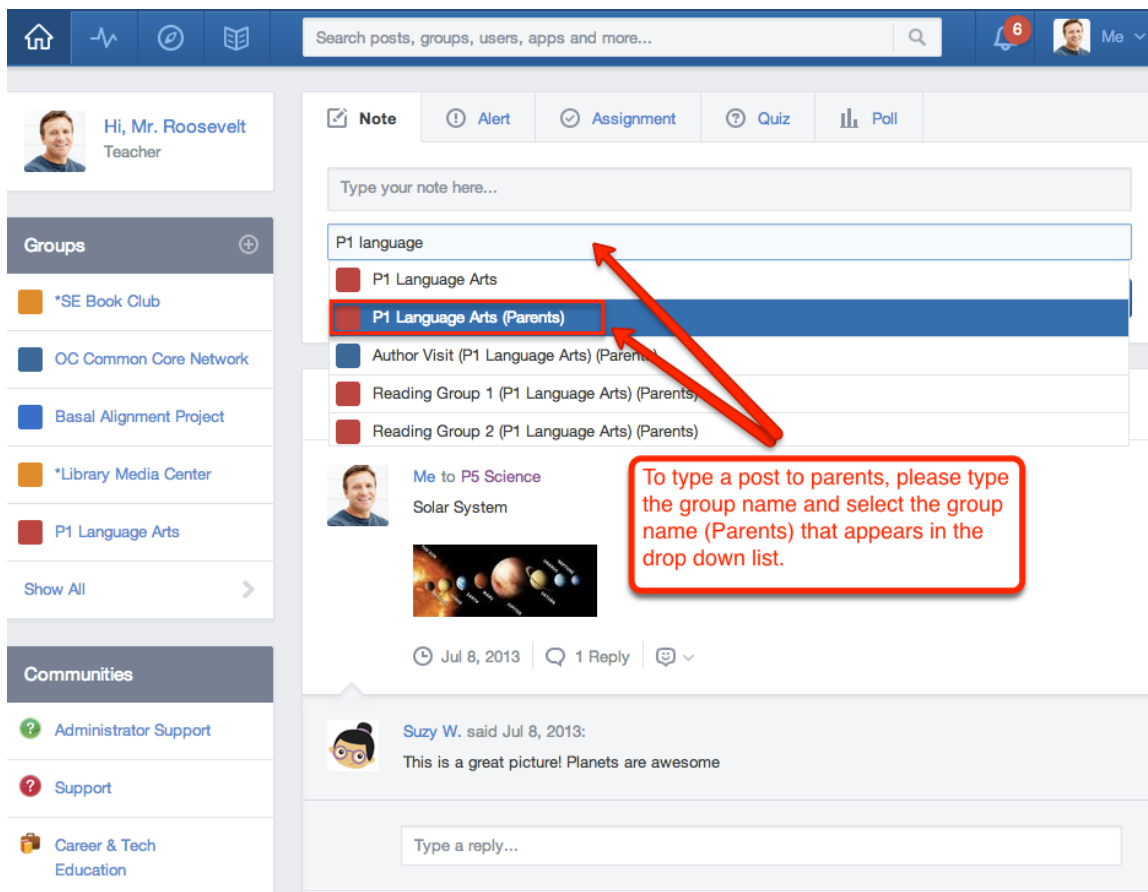 Search posts, groups, users, apps and more...
6
Me
Hi, Mr. Roosevelt
Teacher
Groups
*SE Book Club
OC Common Core Network
Basal Alignment Project
*Library Media Center
P1 Language Arts
Show All
Communities
Administrator Support
Support
Career & Tech
Education
Note
Alert
Assignment
Quiz
Poll
Type your note here...
P1 language
P1 Language Arts
P1 Language Arts (Parents)
Author Visit (P1 Language Arts) (Parents)
Reading Group 1 (P1 Language Arts) (Parents)
Reading Group 2 (P1 Language Arts) (Parents)
To type a post to parents, please type
the group name and select the group
name (Parents) that appears in the
drop down list.
Me to P5 Science
Solar System
Jul 8, 2013
1 Reply
Suzy W. said Jul 8, 2013:
This is a great picture! Planets are awesome
Type a reply...